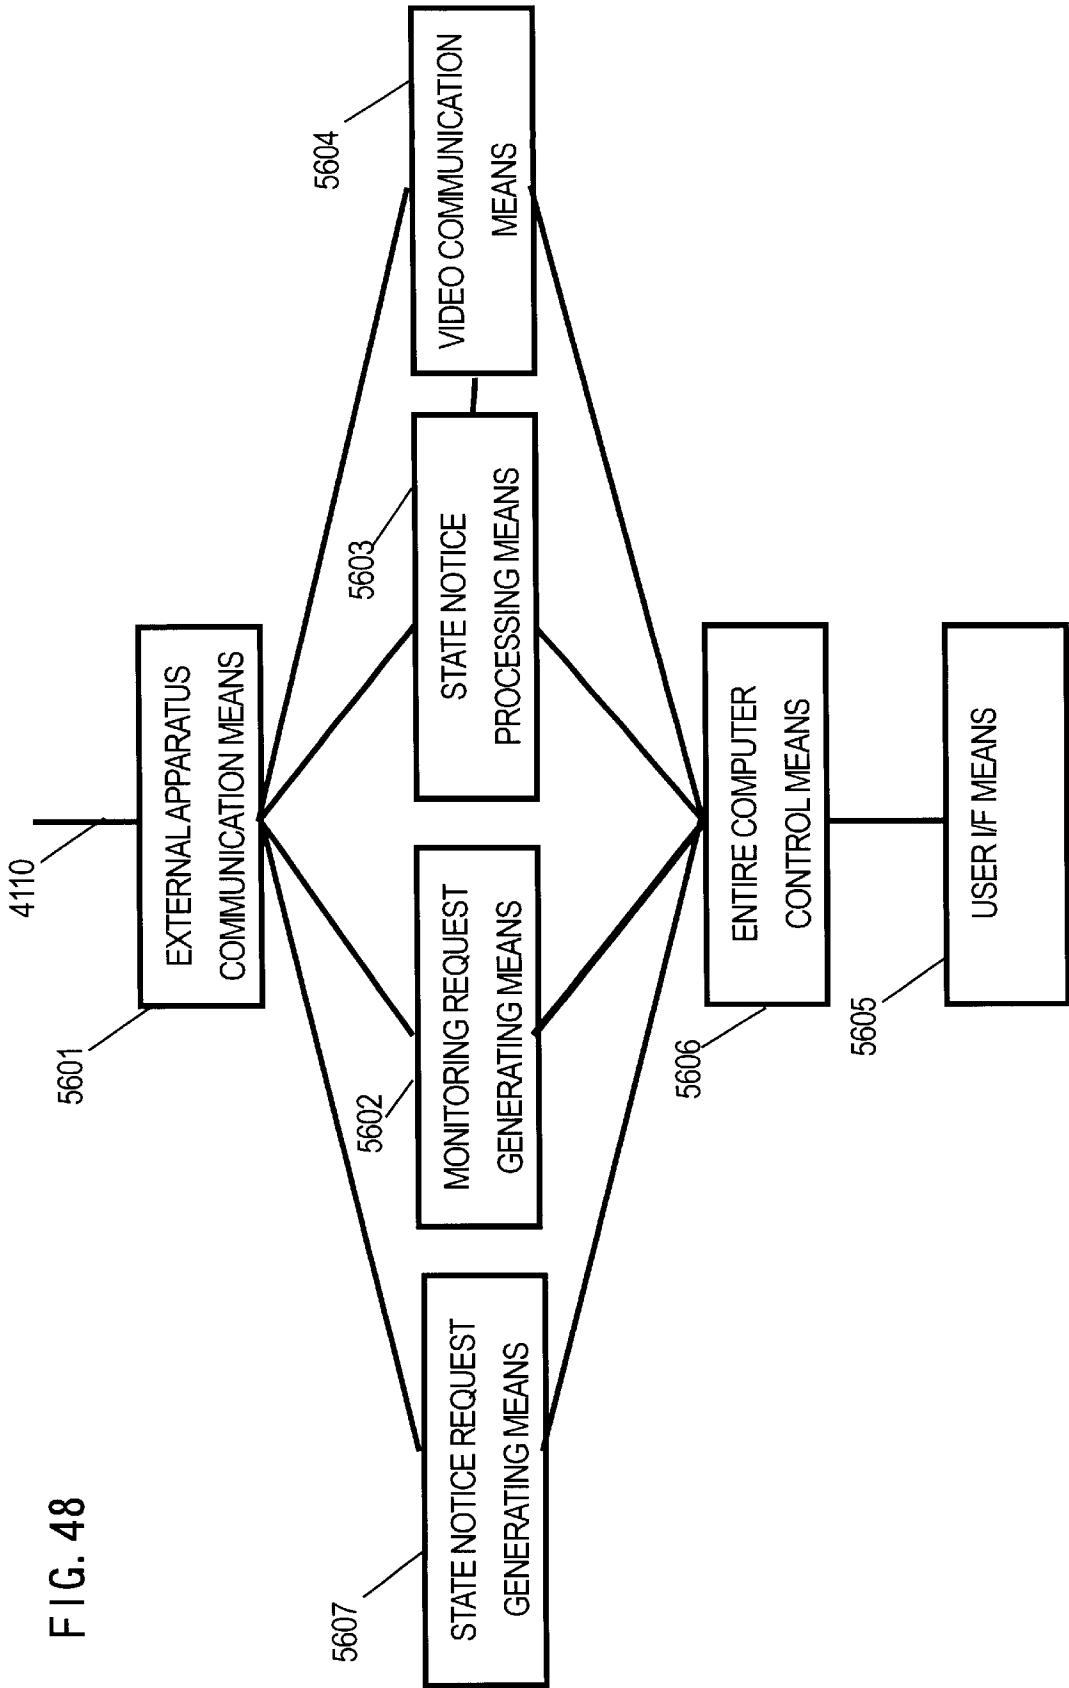 FIG. 48
4110
5601
EXTERNAL APPARATUS
COMMUNICATION MEANS
5607
STATE NOTICE REQUEST
GENERATING MEANS
5602
MONITORING REQUEST
GENERATING MEANS
5603
STATE NOTICE
PROCESSING MEANS
5604
VIDEO COMMUNICATION
MEANS
5606
ENTIRE COMPUTER
CONTROL MEANS
5605
USER I/F MEANS